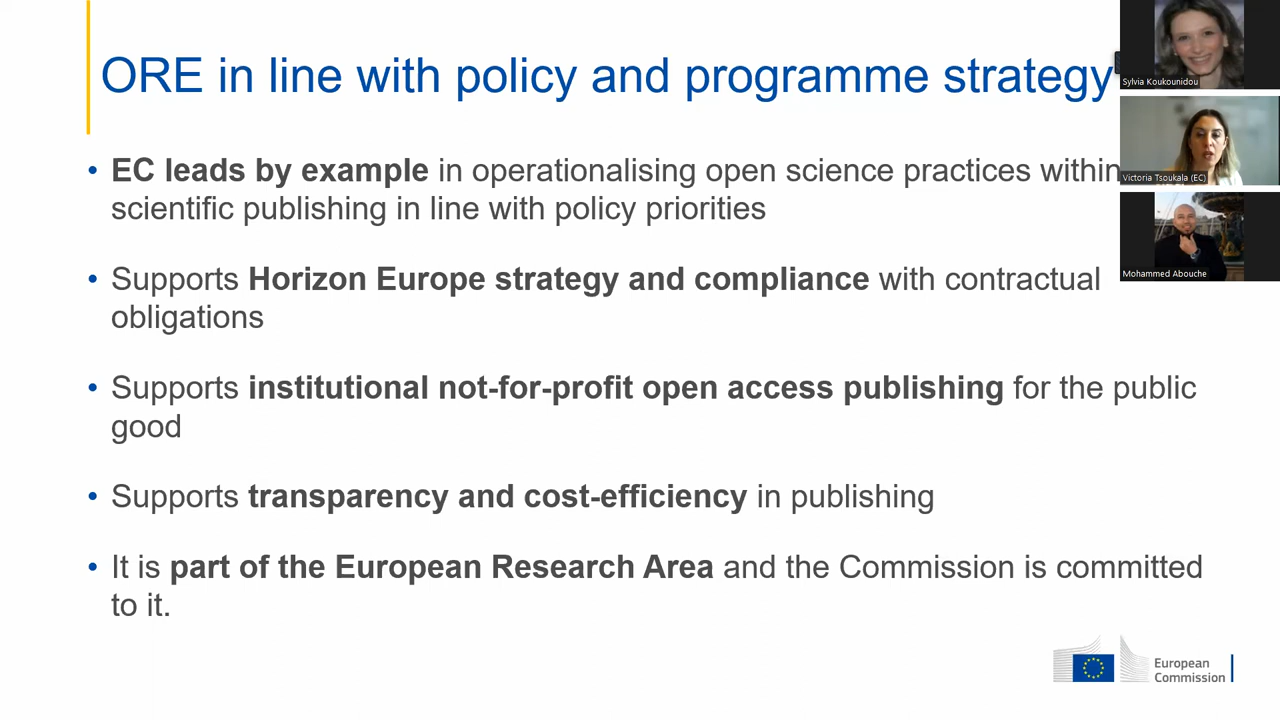 ORE in line with policy and programme strategy
• EC leads by example in operationalising open science practices within
scientific publishing in line with policy priorities
• Supports Horizon Europe strategy and compliance with contractual
obligations
• Supports institutional not-for-profit open access publishing for the public
good
• Supports transparency and cost-efficiency in publishing
• It is part of the European Research Area and the Commission is committed
to it.
Sylvia Koukounidou
Victoria Tsoukala (EC)
Mohammed Abouche
European
Commission